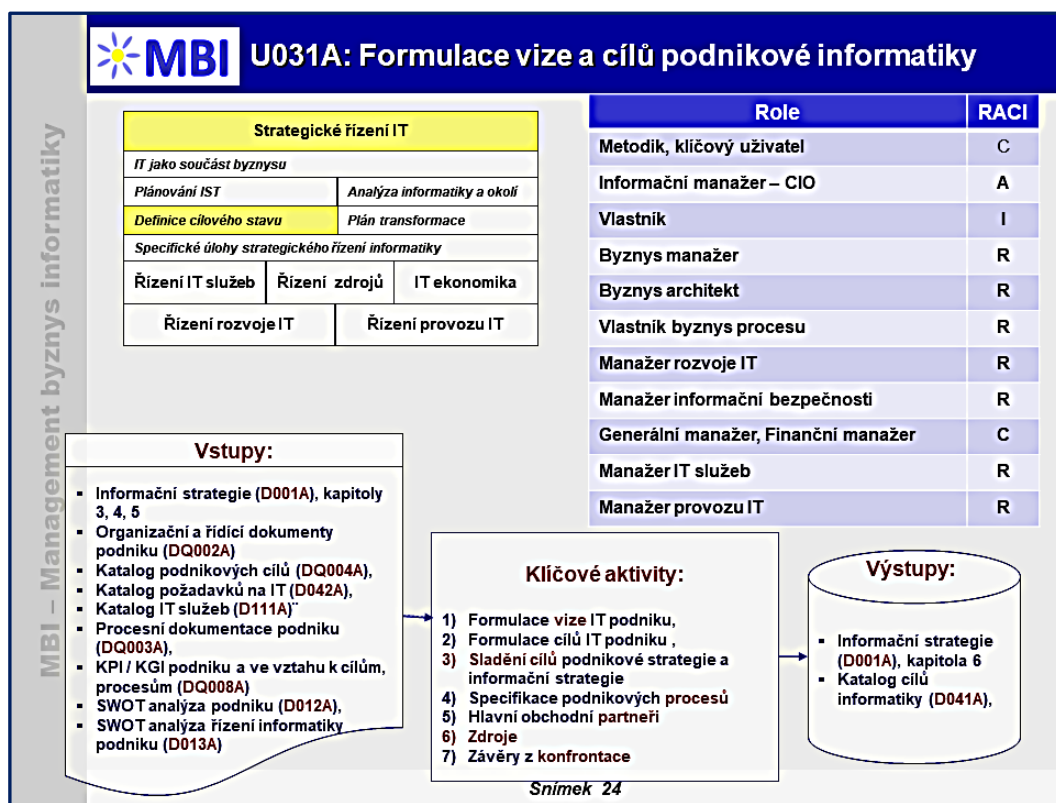 MBI
U031A: Formulace vize a cílů podnikové informatiky
MBI – Management byznys informatiky
Strategické řízení IT
IT jako součást byznysu
Plánování IST
Analýza informatiky a okolí
Definice cílového stavu
Plán transformace
Specifické úlohy strategického řízení informatiky
Řízení IT služeb
Řízení zdrojů
IT ekonomika
Řízení rozvoje IT
Řízení provozu IT
Role RACI
Metodik, klíčový uživatel C
Informační manažer – CIO A
Vlastník I
Byznys manažer R
Byznys architekt R
Vlastník byznys procesu R
Manažer rozvoje IT R
Manažer informační bezpečnosti R
Generální manažer, Finanční manažer C
Manažer IT služeb R
Manažer provozu IT R
Vstupy:
▪ Informační strategie (D001A), kapitoly
3, 4, 5
▪ Organizační a řídící dokumenty
podniku (DQ002A)
▪ Katalog podnikových cílů (DQ004A),
▪ Katalog požadavků na IT (D042A),
▪ Katalog IT služeb (D111A)¨
▪ Procesní dokumentace podniku
(DQ003A),
▪ KPI / KGI podniku a ve vztahu k cílům,
procesům (DQ008A)
▪ SWOT analýza podniku (D012A),
▪ SWOT analýza řízení informatiky
podniku (D013A)
Klíčové aktivity:
1) Formulace vize IT podniku,
2) Formulace cílů IT podniku ,
3) Sladění cílů podnikové strategie a
informační strategie
4) Specifikace podnikových procesů
5) Hlavní obchodní partneři
6) Zdroje
7) Závěry z konfrontace
Výstupy:
▪ Informační strategie
(D001A), kapitola 6
▪ Katalog cílů
informatiky (D041A),
Snímek 24